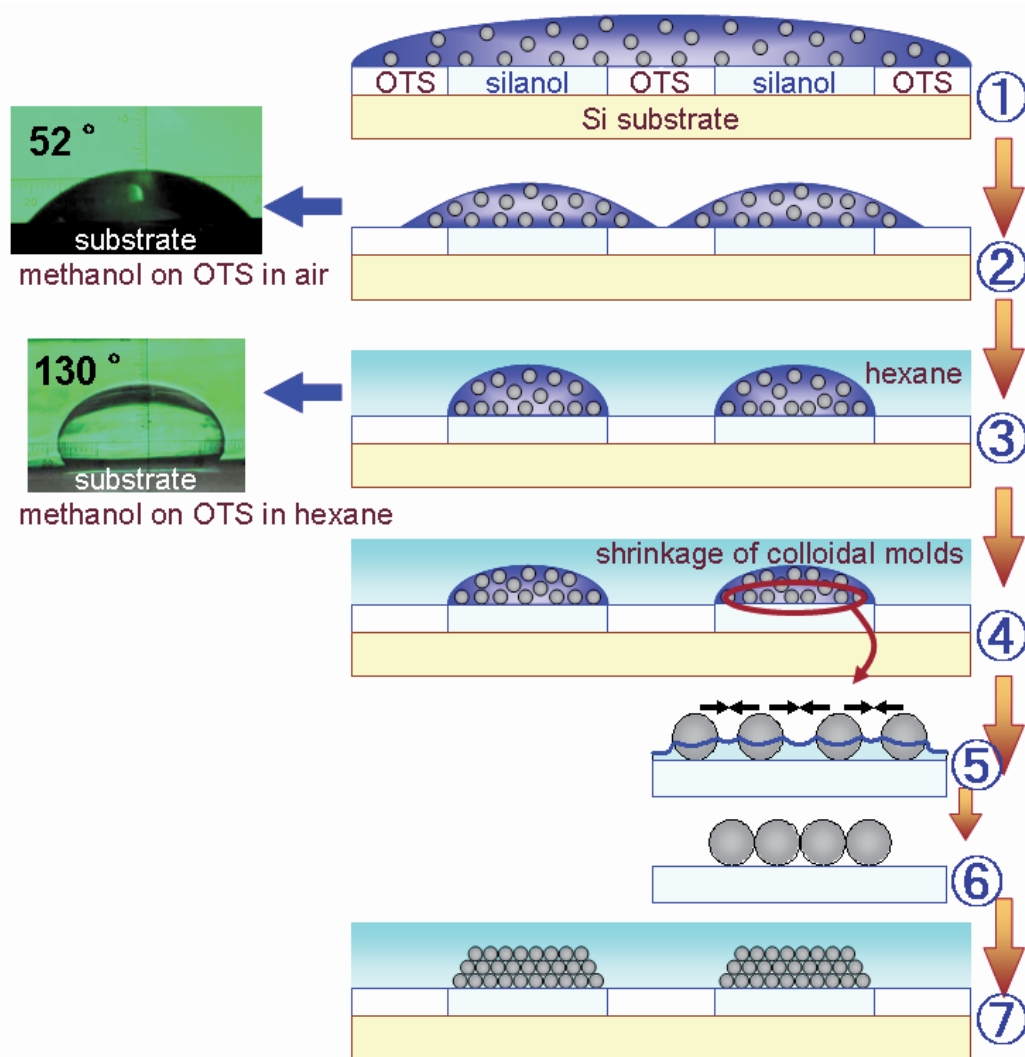 OTS silanol OTS silanol OTS
Si substrate
①
52 °
substrate
methanol on OTS in air
②
130 °
substrate
methanol on OTS in hexane
hexane
③
shrinkage of colloidal molds
④
⑤
⑥
⑦